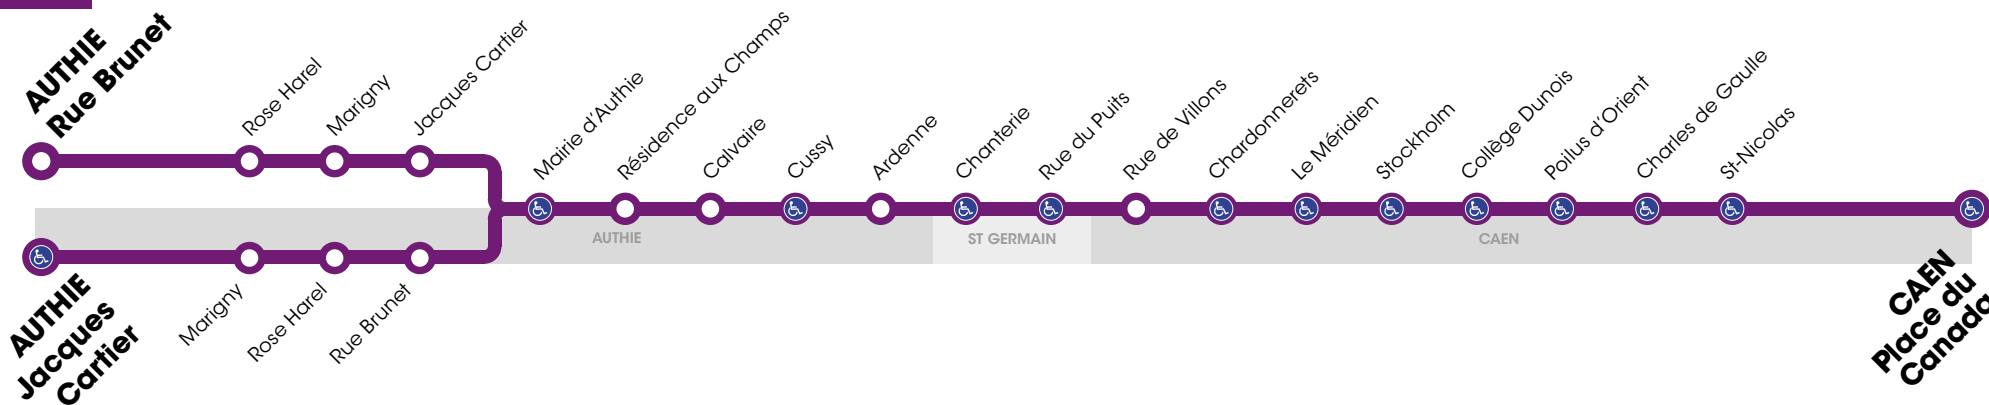 AUTHIE
Rue Brunet
Rose Harel
Marigny
Jacques Cartier
Mairie d'Authie
Résidence aux Champs
Calvaire
Cussy
Ardenne
Chanterie
Rue du Puits
Rue de Villons
Chardonnerets
Le Méridien
Stockholm
Collège Dunois
Poilus d'Orient
Charles de Gaulle
St-Nicolas
AUTHIE
ST GERMAIN
CAEN
AUTHIE
Jacques
Cartier
Marigny
Rose Harel
Rue Brunet
CAEN
Place du
Canada